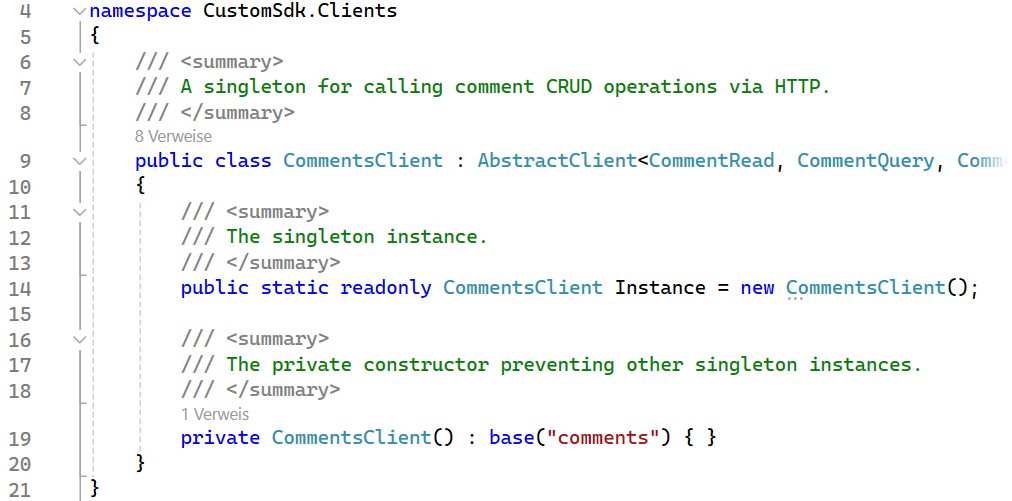 4 namespace CustomSdk.Clients
5 {
6 /// <summary>
7 /// A singleton for calling comment CRUD operations via HTTP.
8 /// </summary>
8 Verweise
9 public class CommentsClient : AbstractClient<CommentRead, CommentQuery, Comm
10 {
11 /// <summary>
12 /// The singleton instance.
13 /// </summary>
14 public static readonly CommentsClient Instance = new CommentsClient();
15
16 /// <summary>
17 /// The private constructor preventing other singleton instances.
18 /// </summary>
1 Verweis
19 private CommentsClient() : base("comments") { }
20 }
21 }